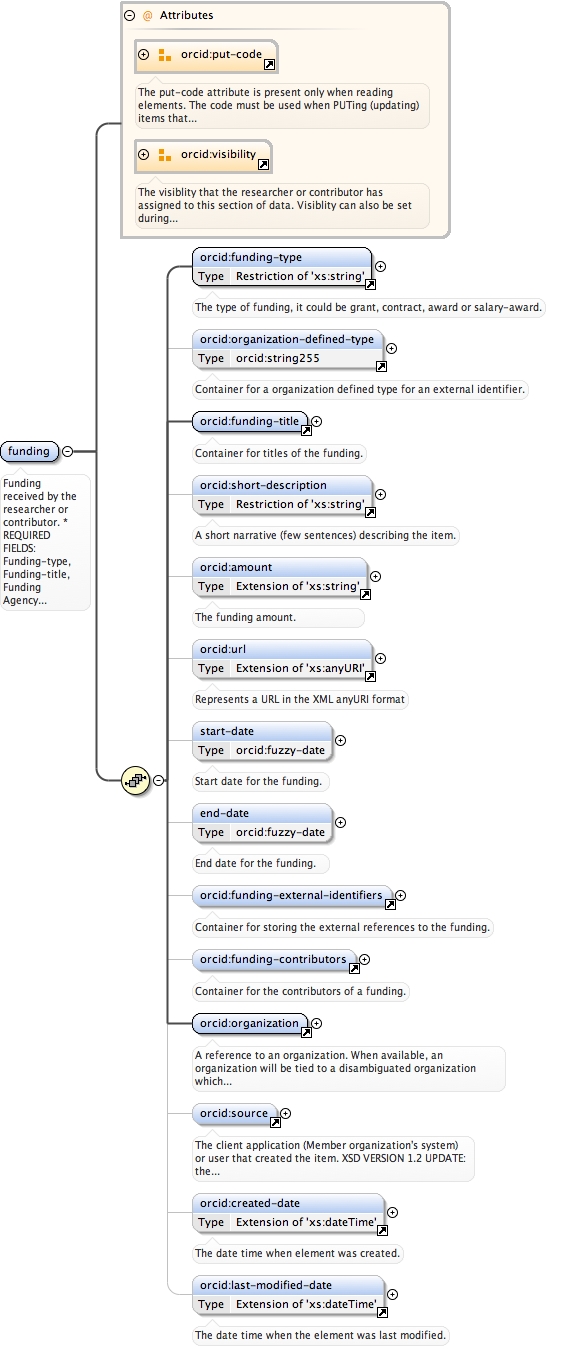 @ Attributes
orcid:put-code
The put-code attribute is present only when reading
elements. The code must be used when PUTing (updating)
items that...
orcid:visibility
The visiblity that the researcher or contributor has
assigned to this section of data. Visiblity can also be set
during...
funding
Funding
received by the
researcher or
contributor. *
REQUIRED
FIELDS:
Funding-type,
Funding-title,
Funding
Agency...
orcid:funding-type
Type Restriction of 'xs:string'
The type of funding, it could be grant, contract, award or salary-award.
orcid:organization-defined-type
Type orcid:string255
Container for a organization defined type for an external identifier.
orcid:funding-title
Container for titles of the funding.
orcid:short-description
Type Restriction of 'xs:string'
A short narrative (few sentences) describing the item.
orcid:amount
Type Extension of 'xs:string'
The funding amount.
orcid:url
Type Extension of 'xs:anyURI'
Represents a URL in the XML anyURI format
start-date
Type orcid:fuzzy-date
Start date for the funding.
end-date
Type orcid:fuzzy-date
End date for the funding.
orcid:funding-external-identifiers
Container for storing the external references to the funding.
orcid:funding-contributors
Container for the contributors of a funding.
orcid:organization
A reference to an organization. When available, an
organization will be tied to a disambiguated organization
which...
orcid:source
The client application (Member organization's system)
or user that created the item. XSD VERSION 1.2 UPDATE:
the...
orcid:created-date
Type Extension of 'xs:dateTime'
The date time when element was created.
orcid:last-modified-date
Type Extension of 'xs:dateTime'
The date time when the element was last modified.